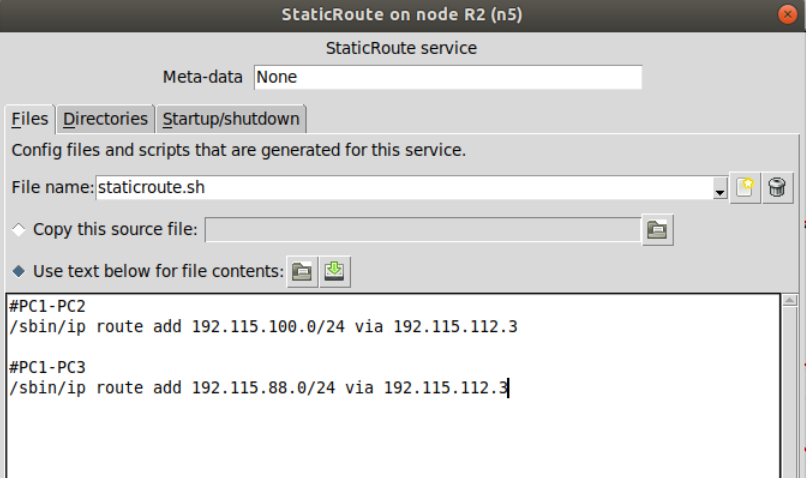 StaticRoute on node R2 (n5)
StaticRoute service
Meta-data None
Files Directories Startup/shutdown
Config files and scripts that are generated for this service.
File name: staticroute.sh
Copy this source file:
Use text below for file contents:
#PC1-PC2
/sbin/ip route add 192.115.100.0/24 via 192.115.112.3
#PC1-PC3
/sbin/ip route add 192.115.88.0/24 via 192.115.112.3